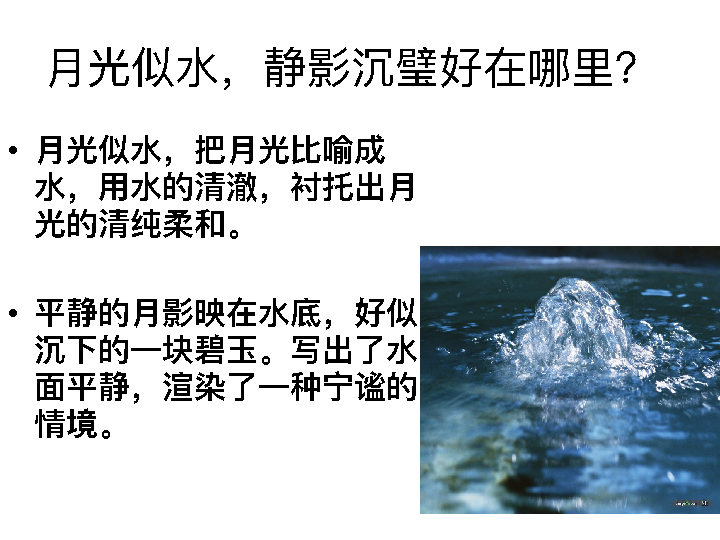 月光似水，静影沉璧好在哪里？
• 月光似水，把月光比喻成
水，用水的清澈，衬托出月
光的清纯柔和。
• 平静的月影映在水底，好似
沉下的一块碧玉。写出了水
面平静，渲染了一种宁谧的
情境。